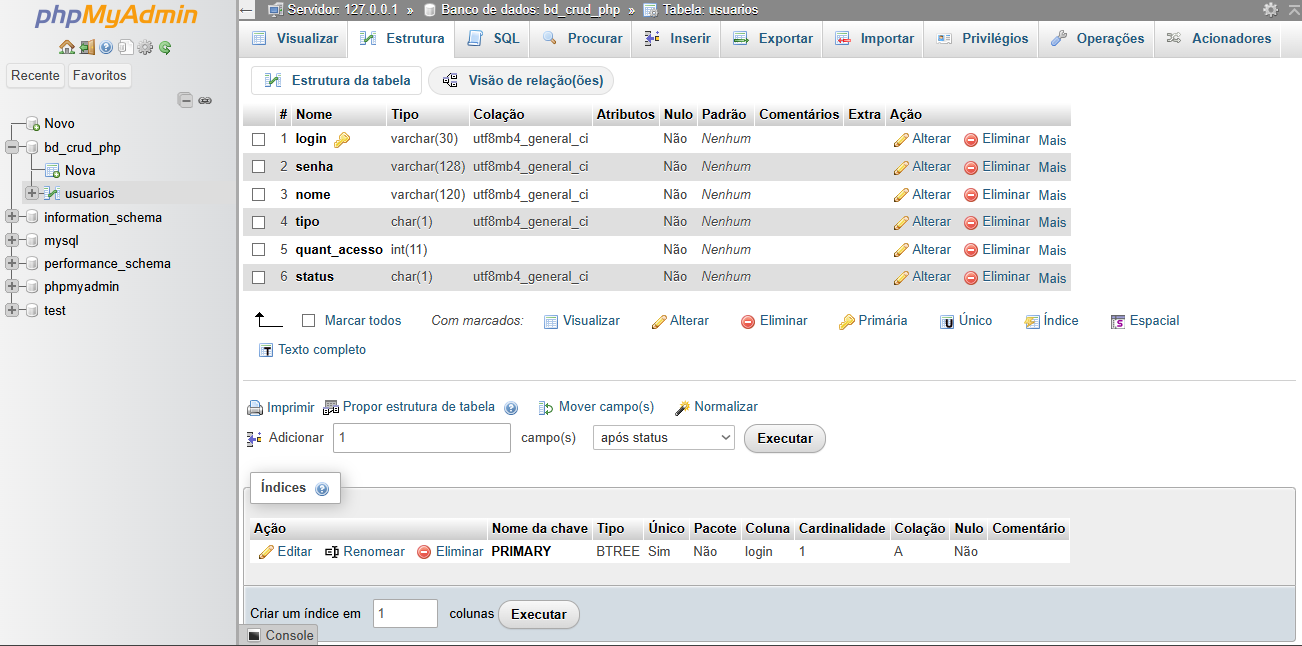 phpMyAdmin
Recente Favoritos
Novo
bd_crud_php
Nova
usuarios
information_schema
mysql
performance_schema
phpmyadmin
test
Servidor: 127.0.0.1 » Banco de dados: bd_crud_php » Tabela: usuarios
Visualizar Estrutura SQL Procurar Inserir Exportar Importar Privilégios Operações Acionadores
Estrutura da tabela Visão de relação(ões)
# Nome Tipo Colação Atributos Nulo Padrão Comentários Extra Ação
1 login varchar(30) utf8mb4_general_ci Não Nenhum Alterar Eliminar Mais
2 senha varchar(128) utf8mb4_general_ci Não Nenhum Alterar Eliminar Mais
3 nome varchar(120) utf8mb4_general_ci Não Nenhum Alterar Eliminar Mais
4 tipo char(1) utf8mb4_general_ci Não Nenhum Alterar Eliminar Mais
5 quant_acesso int(11) Não Nenhum Alterar Eliminar Mais
6 status char(1) utf8mb4_general_ci Não Nenhum Alterar Eliminar Mais
Marcar todos Com marcados: Visualizar Alterar Eliminar Primária Único Índice Espacial
Texto completo
Imprimir Propor estrutura de tabela Mover campo(s) Normalizar
Adicionar 1 campo(s) após status Executar
Índices
Ação Nome da chave Tipo Único Pacote Coluna Cardinalidade Colação Nulo Comentário
Editar Renomear Eliminar PRIMARY BTREE Sim Não login 1 A Não
Criar um índice em 1 colunas Executar
Console